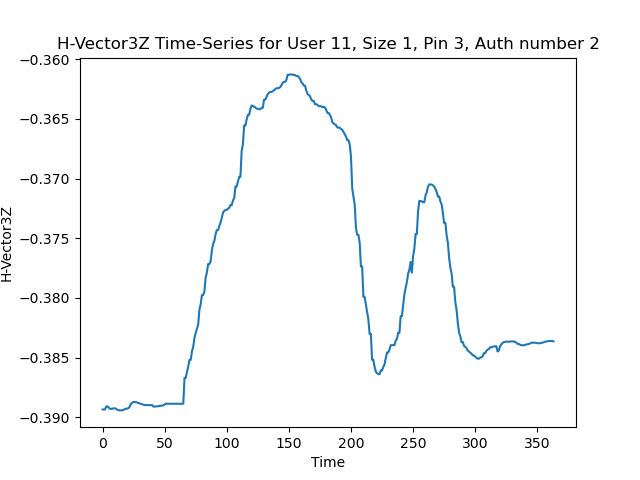 H-Vector3Z Time-Series for User 11, Size 1, Pin 3, Auth number 2
−0.360
−0.365
−0.370
−0.375
−0.380
−0.385
−0.390
H-Vector3Z
0 50 100 150 200 250 300 350
Time